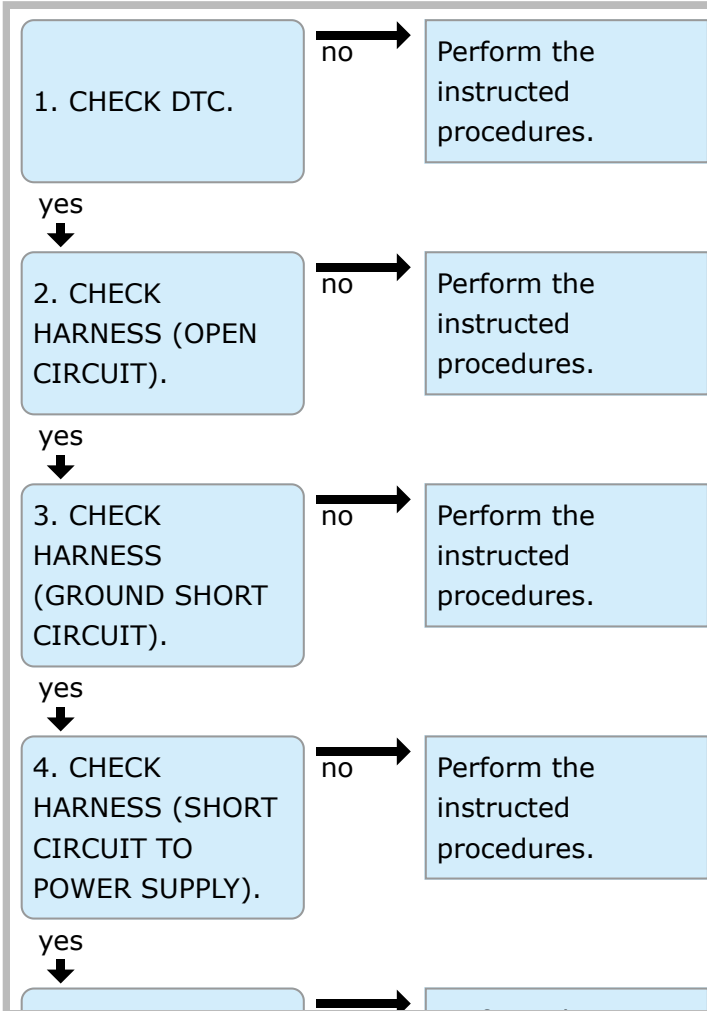 1. CHECK DTC.
no
Perform the
instructed
procedures.
yes
2. CHECK
HARNESS (OPEN
CIRCUIT).
no
Perform the
instructed
procedures.
yes
3. CHECK
HARNESS
(GROUND SHORT
CIRCUIT).
no
Perform the
instructed
procedures.
yes
4. CHECK
HARNESS (SHORT
CIRCUIT TO
POWER SUPPLY).
no
Perform the
instructed
procedures.
yes